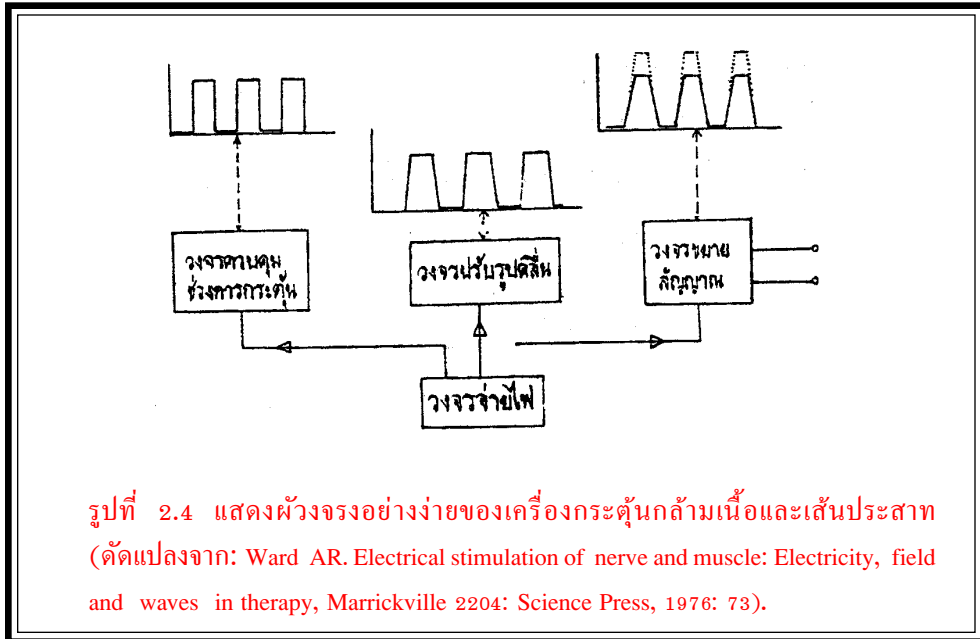 วงจรควบคุม
ช่วงการกระตุ้น
วงจรปรับรูปคลื่น
วงจรขยาย
สัญญาณ
วงจรจ่ายไฟ
รูปที่ 2.4 แสดงผัวงจรงอย่างง่ายของเครื่องกระตุ้นกล้ามเนื้อและเส้นประสาท
(ดัดแปลงจาก: Ward AR. Electrical stimulation of nerve and muscle: Electricity, field
and waves in therapy, Marrickville 2204: Science Press, 1976: 73).